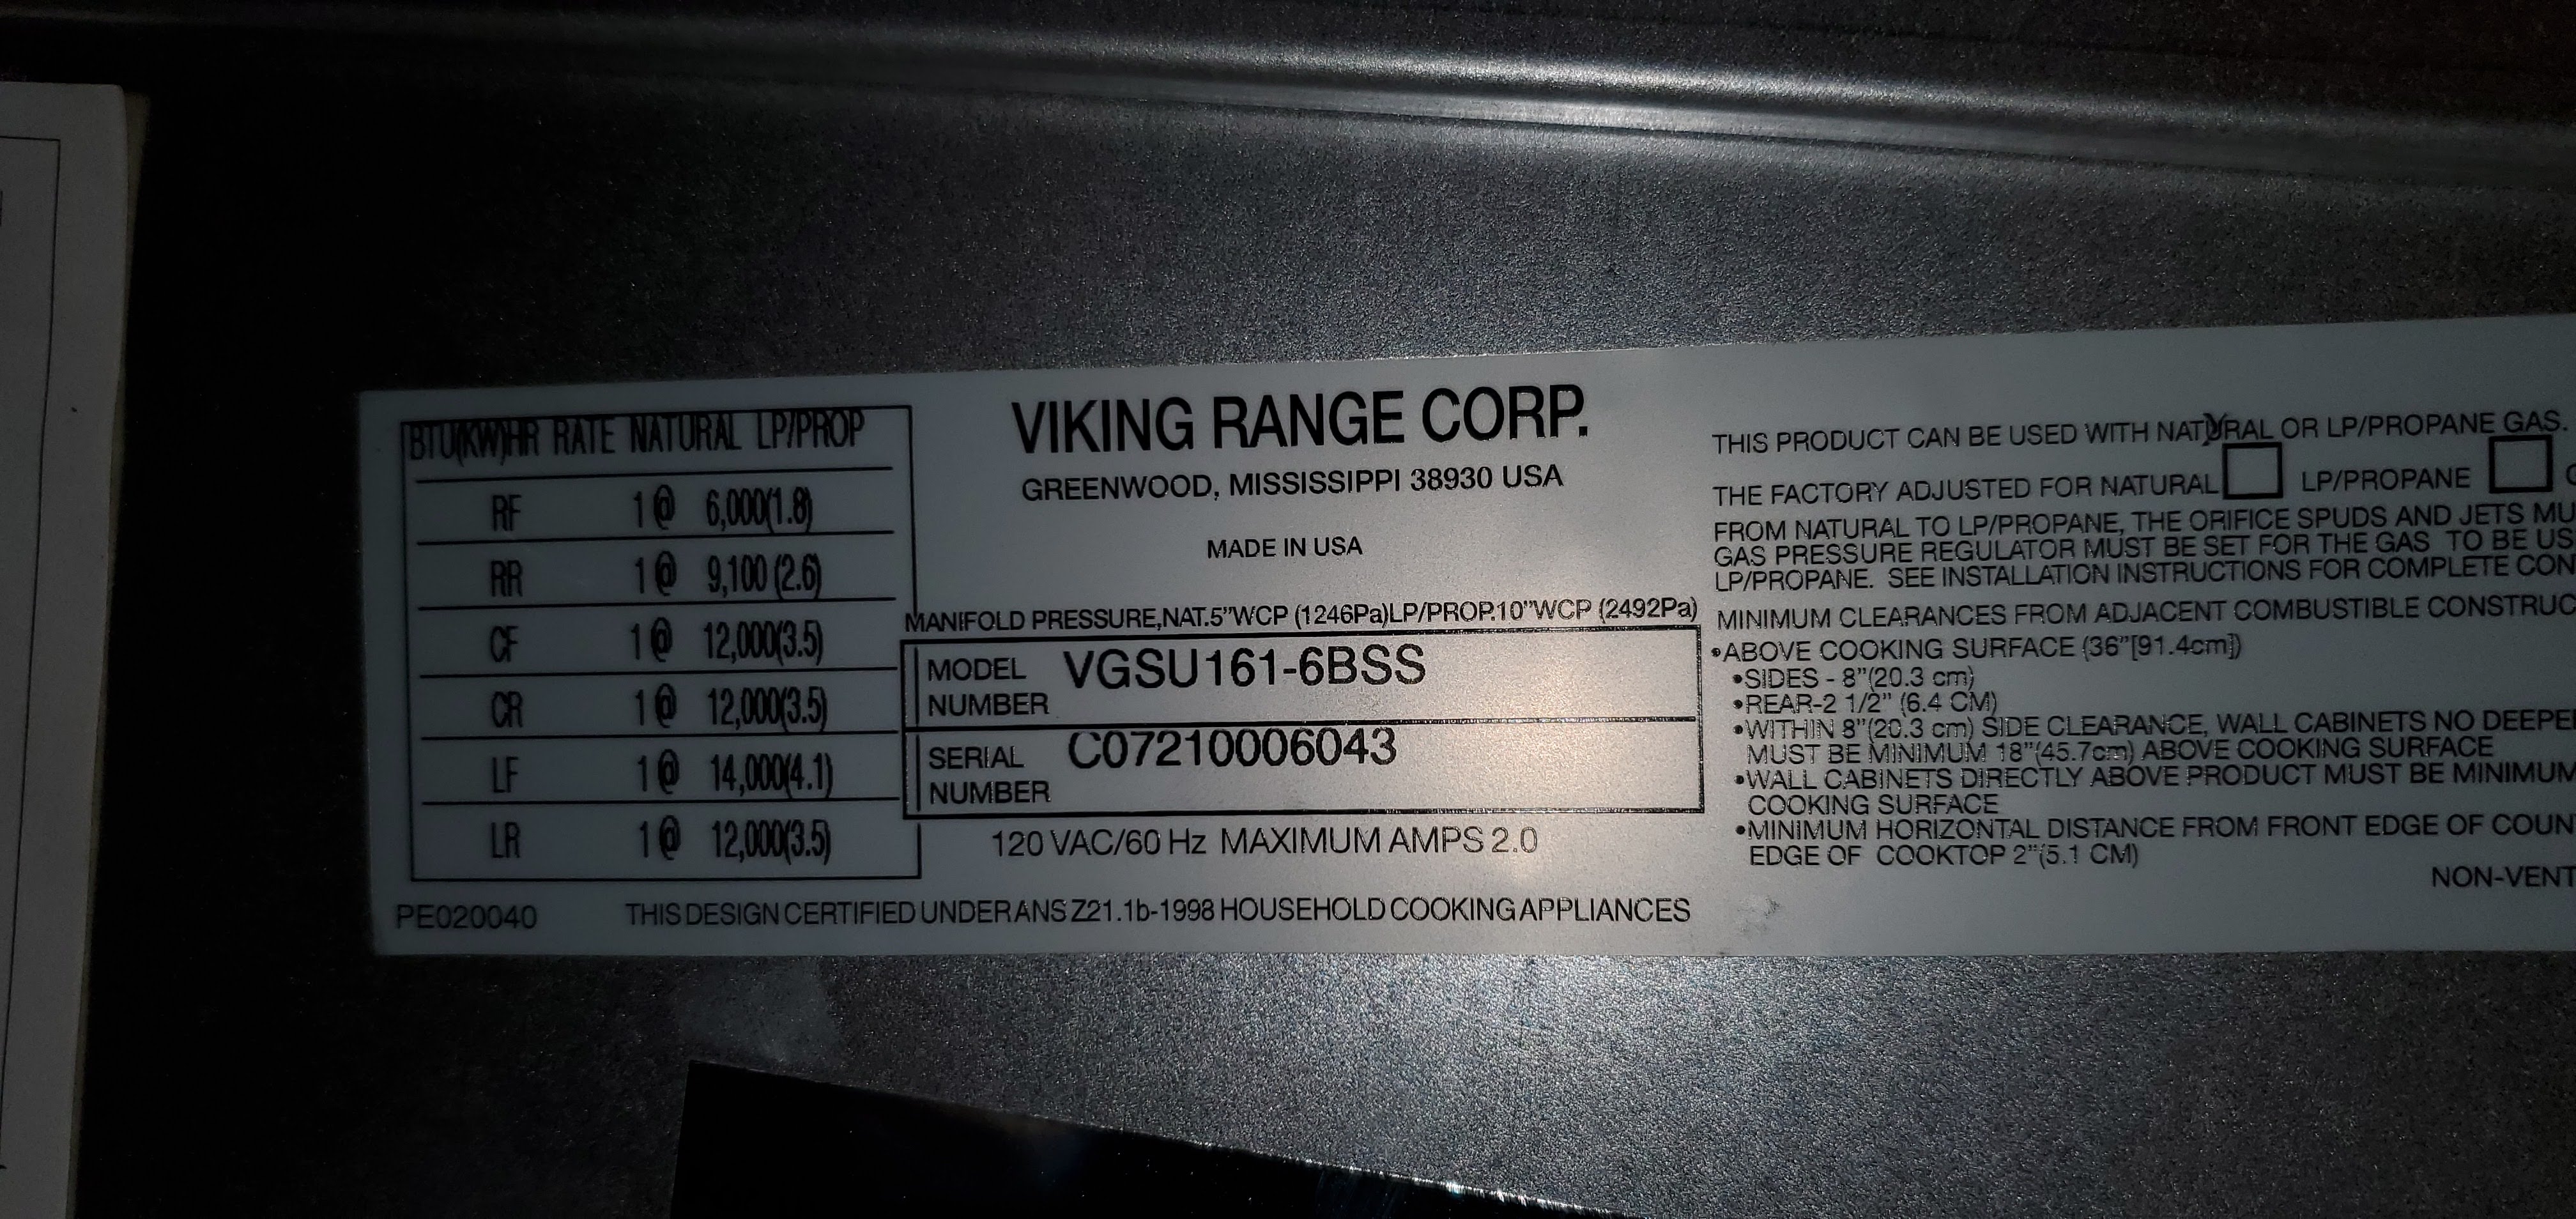 BTU(KW)HR RATE NATURAL LP/PROP
RF 1@ 6,000(1.8)
RR 1@ 9,100 (2.6)
CF 1@ 12,000(3.5)
CR 1@ 12,000(3.5)
LF 1@ 14,000(4.1)
LR 1@ 12,000(3.5)
PE020040
VIKING RANGE CORP.
GREENWOOD, MISSISSIPPI 38930 USA
MADE IN USA
MANIFOLD PRESSURE,NAT.5"WCP (1246Pa)LP/PROP.10"WCP (2492Pa)
MODEL NUMBER VGSU161-6BSS
SERIAL NUMBER C07210006043
120 VAC/60 Hz MAXIMUM AMPS 2.0
THIS DESIGN CERTIFIED UNDER ANS Z21.1b-1998 HOUSEHOLD COOKING APPLIANCES
THIS PRODUCT CAN BE USED WITH NATURAL OR LP/PROPANE GAS.
THE FACTORY ADJUSTED FOR NATURAL LP/PROPANE
FROM NATURAL TO LP/PROPANE, THE ORIFICE SPUDS AND JETS MU
GAS PRESSURE REGULATOR MUST BE SET FOR THE GAS TO BE US
LP/PROPANE. SEE INSTALLATION INSTRUCTIONS FOR COMPLETE CON
MINIMUM CLEARANCES FROM ADJACENT COMBUSTIBLE CONSTRUC
•ABOVE COOKING SURFACE (36"[91.4cm])
•SIDES - 8"(20.3 cm)
•REAR-2 1/2" (6.4 CM)
•WITHIN 8"(20.3 cm) SIDE CLEARANCE, WALL CABINETS NO DEEPE
MUST BE MINIMUM 18"(45.7cm) ABOVE COOKING SURFACE
•WALL CABINETS DIRECTLY ABOVE PRODUCT MUST BE MINIMUM
COOKING SURFACE
•MINIMUM HORIZONTAL DISTANCE FROM FRONT EDGE OF COUN
EDGE OF COOKTOP 2"(5.1 CM)
NON-VENT